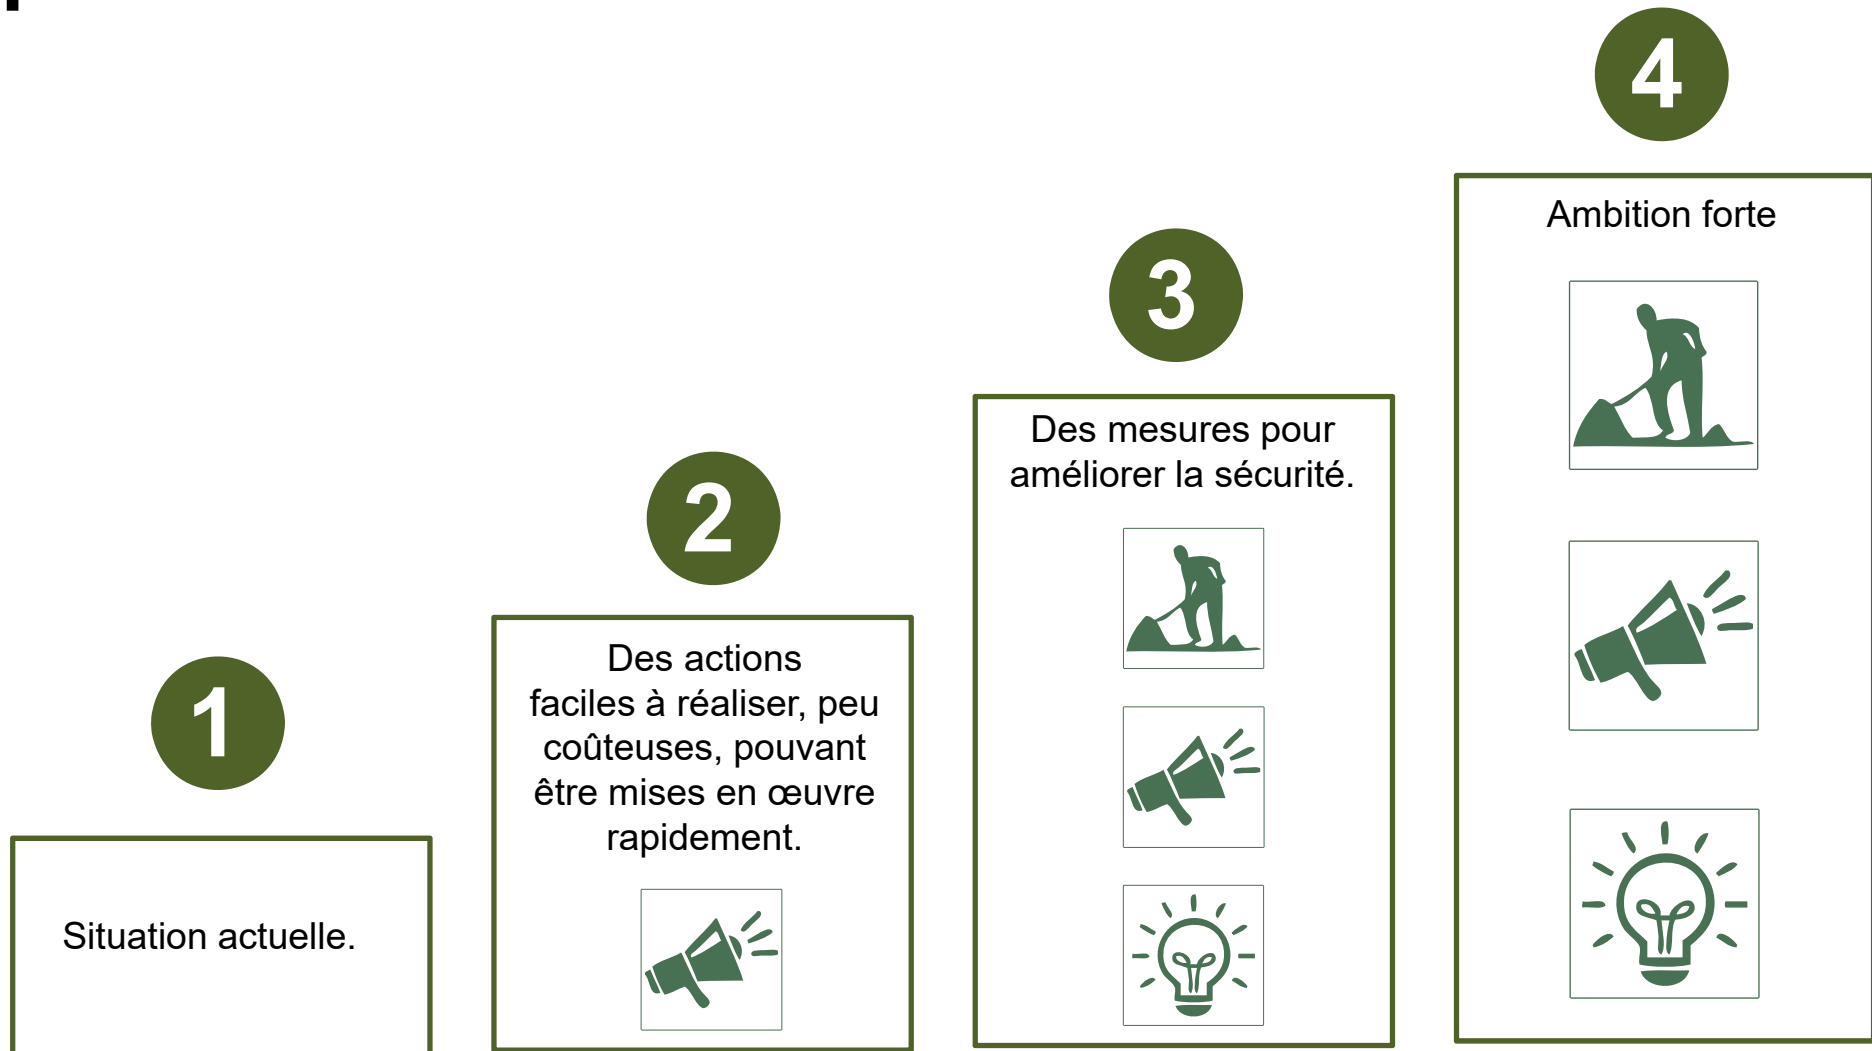 1
Situation actuelle.
2
Des actions
faciles à réaliser, peu
coûteuses, pouvant
être mises en œuvre
rapidement.
3
Des mesures pour
améliorer la sécurité.
4
Ambition forte